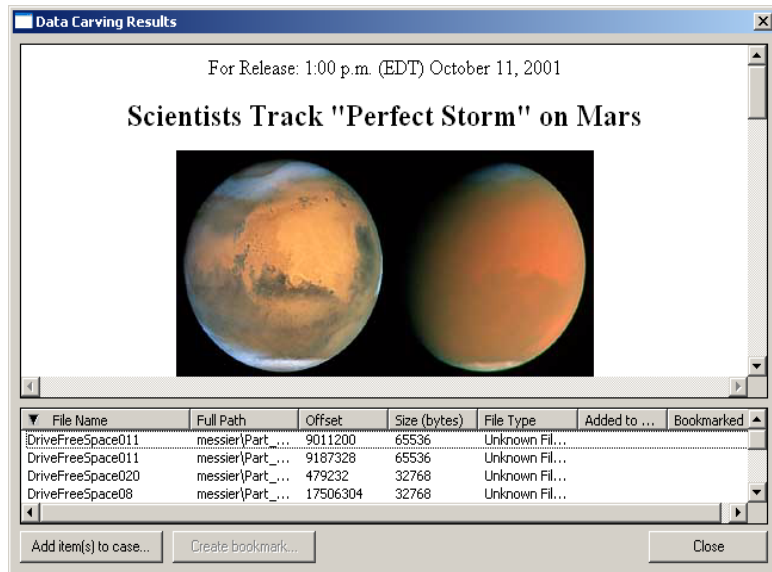 Data Carving Results
For Release: 1:00 p.m. (EDT) October 11, 2001
Scientists Track "Perfect Storm" on Mars
File Name Full Path Offset Size (bytes) File Type Added to ... Bookmarked
DriveFreeSpace011 messier\Part_... 9011200 65536 Unknown Fil...
DriveFreeSpace011 messier\Part_... 9187328 65536 Unknown Fil...
DriveFreeSpace020 messier\Part_... 479232 32768 Unknown Fil...
DriveFreeSpace08 messier\Part_... 17506304 32768 Unknown Fil...
Add item(s) to case... Create bookmark... Close